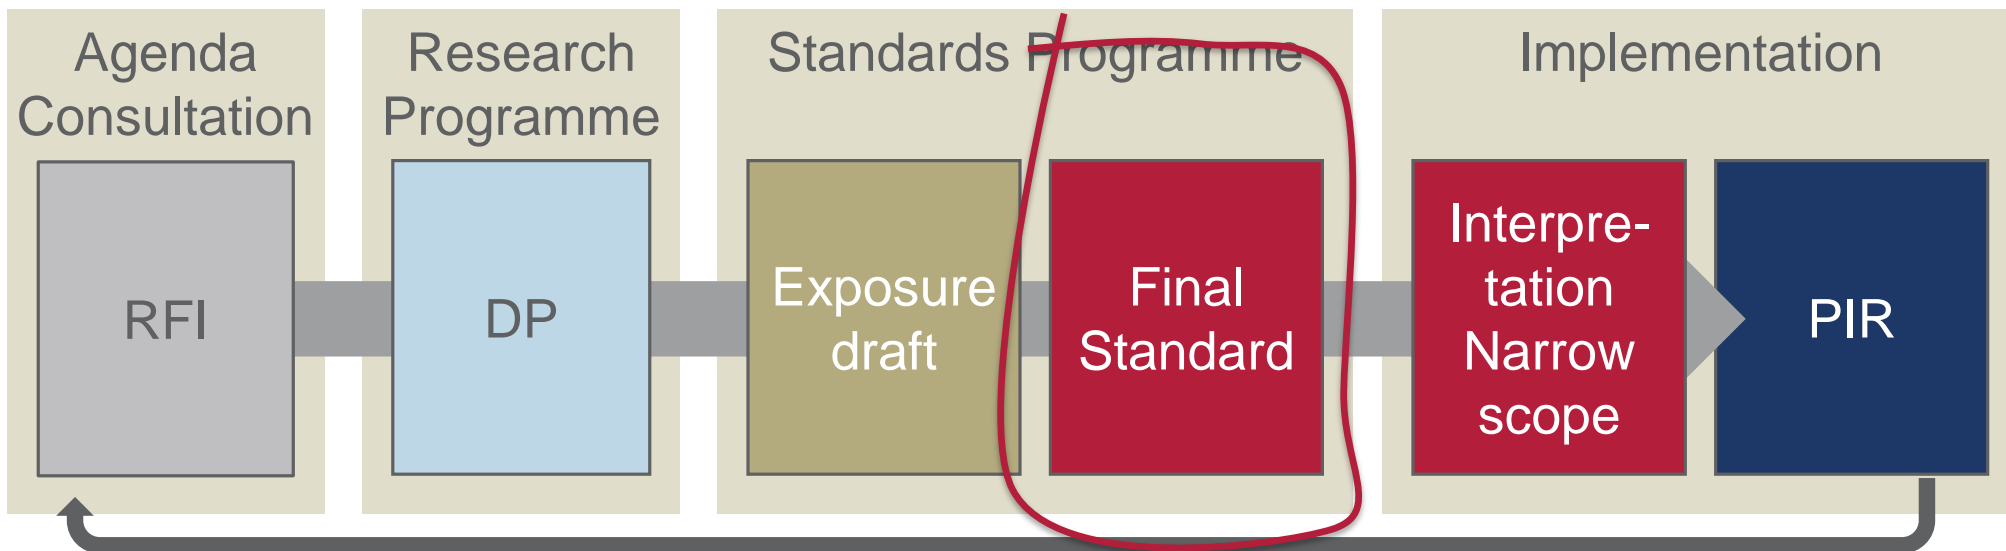 Agenda
Consultation
RFI
Research
Programme
DP
Standards Programme
Exposure
draft
Final
Standard
Implementation
Interpre-
tation
Narrow
scope
PIR